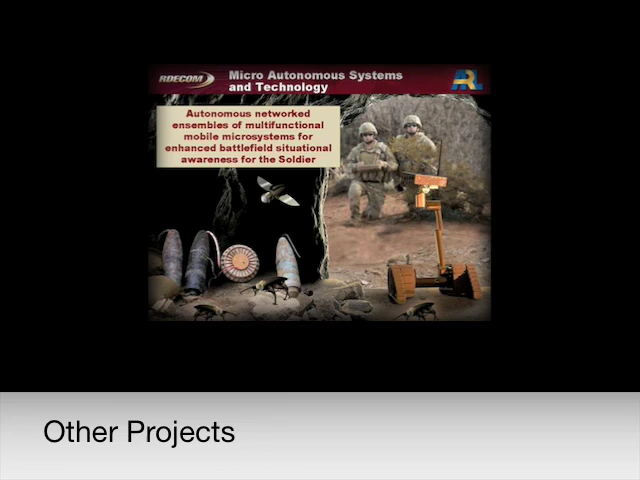 RDECOM
Micro Autonomous Systems
and Technology
ARL
Autonomous networked
ensembles of multifunctional
mobile microsystems for
enhanced battlefield situational
awareness for the Soldier
Other Projects